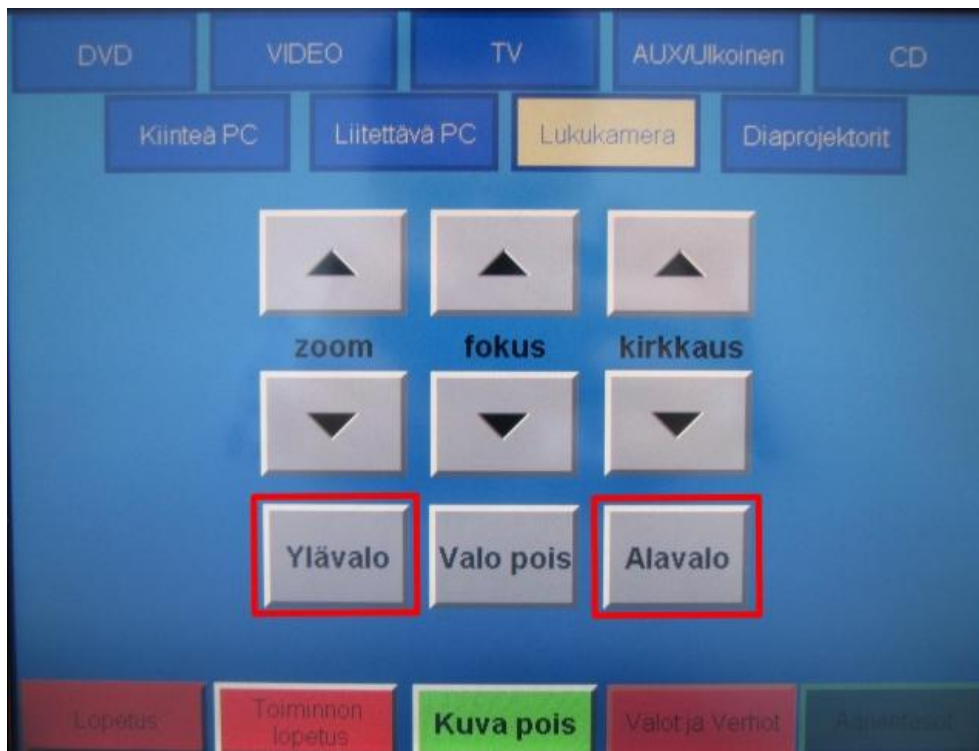 DVD VIDEO TV AUX/Ulkoinen CD
Kiinteä PC Liitettävä PC Lukukamera Diaprojektorit
zoom fokus kirkkaus
Ylävalo Valo pois Alavalo
Lopetus Toiminnon lopetus Kuva pois Valot ja Verhot Äänentasot